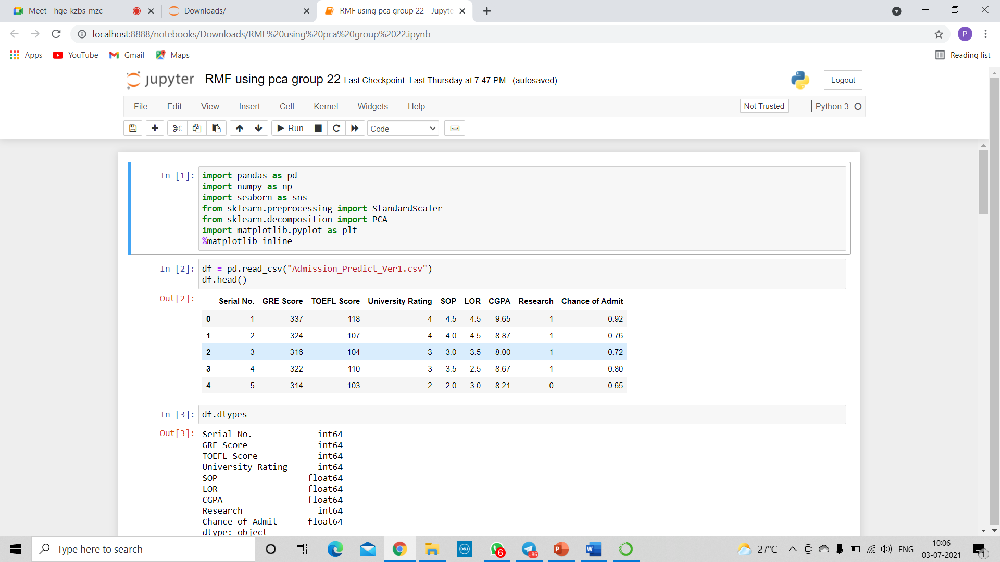 Meet - hge-kzbs-mzc
Downloads/
RMF using pca group 22 - Jupyte
localhost:8888/notebooks/Downloads/RMF%20using%20pca%20group%2022.ipynb
P
Apps YouTube Gmail Maps Reading list
jupyter RMF using pca group 22 Last Checkpoint: Last Thursday at 7:47 PM (autosaved) Logout
File Edit View Insert Cell Kernel Widgets Help Not Trusted Python 3
Run Code
In [1]: import pandas as pd
import numpy as np
import seaborn as sns
from sklearn.preprocessing import StandardScaler
from sklearn.decomposition import PCA
import matplotlib.pyplot as plt
%matplotlib inline
In [2]: df = pd.read_csv("Admission_Predict_Ver1.csv")
df.head()
Out[2]:
Serial No. GRE Score TOEFL Score University Rating SOP LOR CGPA Research Chance of Admit
0 1 337 118 4 4.5 4.5 9.65 1 0.92
1 2 324 107 4 4.0 4.5 8.87 1 0.76
2 3 316 104 3 3.0 3.5 8.00 1 0.72
3 4 322 110 3 3.5 2.5 8.67 1 0.80
4 5 314 103 2 2.0 3.0 8.21 0 0.65
In [3]: df.dtypes
Out[3]: Serial No. int64
GRE Score int64
TOEFL Score int64
University Rating int64
SOP float64
LOR float64
CGPA float64
Research int64
Chance of Admit float64
dtype: object
Type here to search
DELL
6
..86
P
W
27°C
ENG
10:06
03-07-2021
1